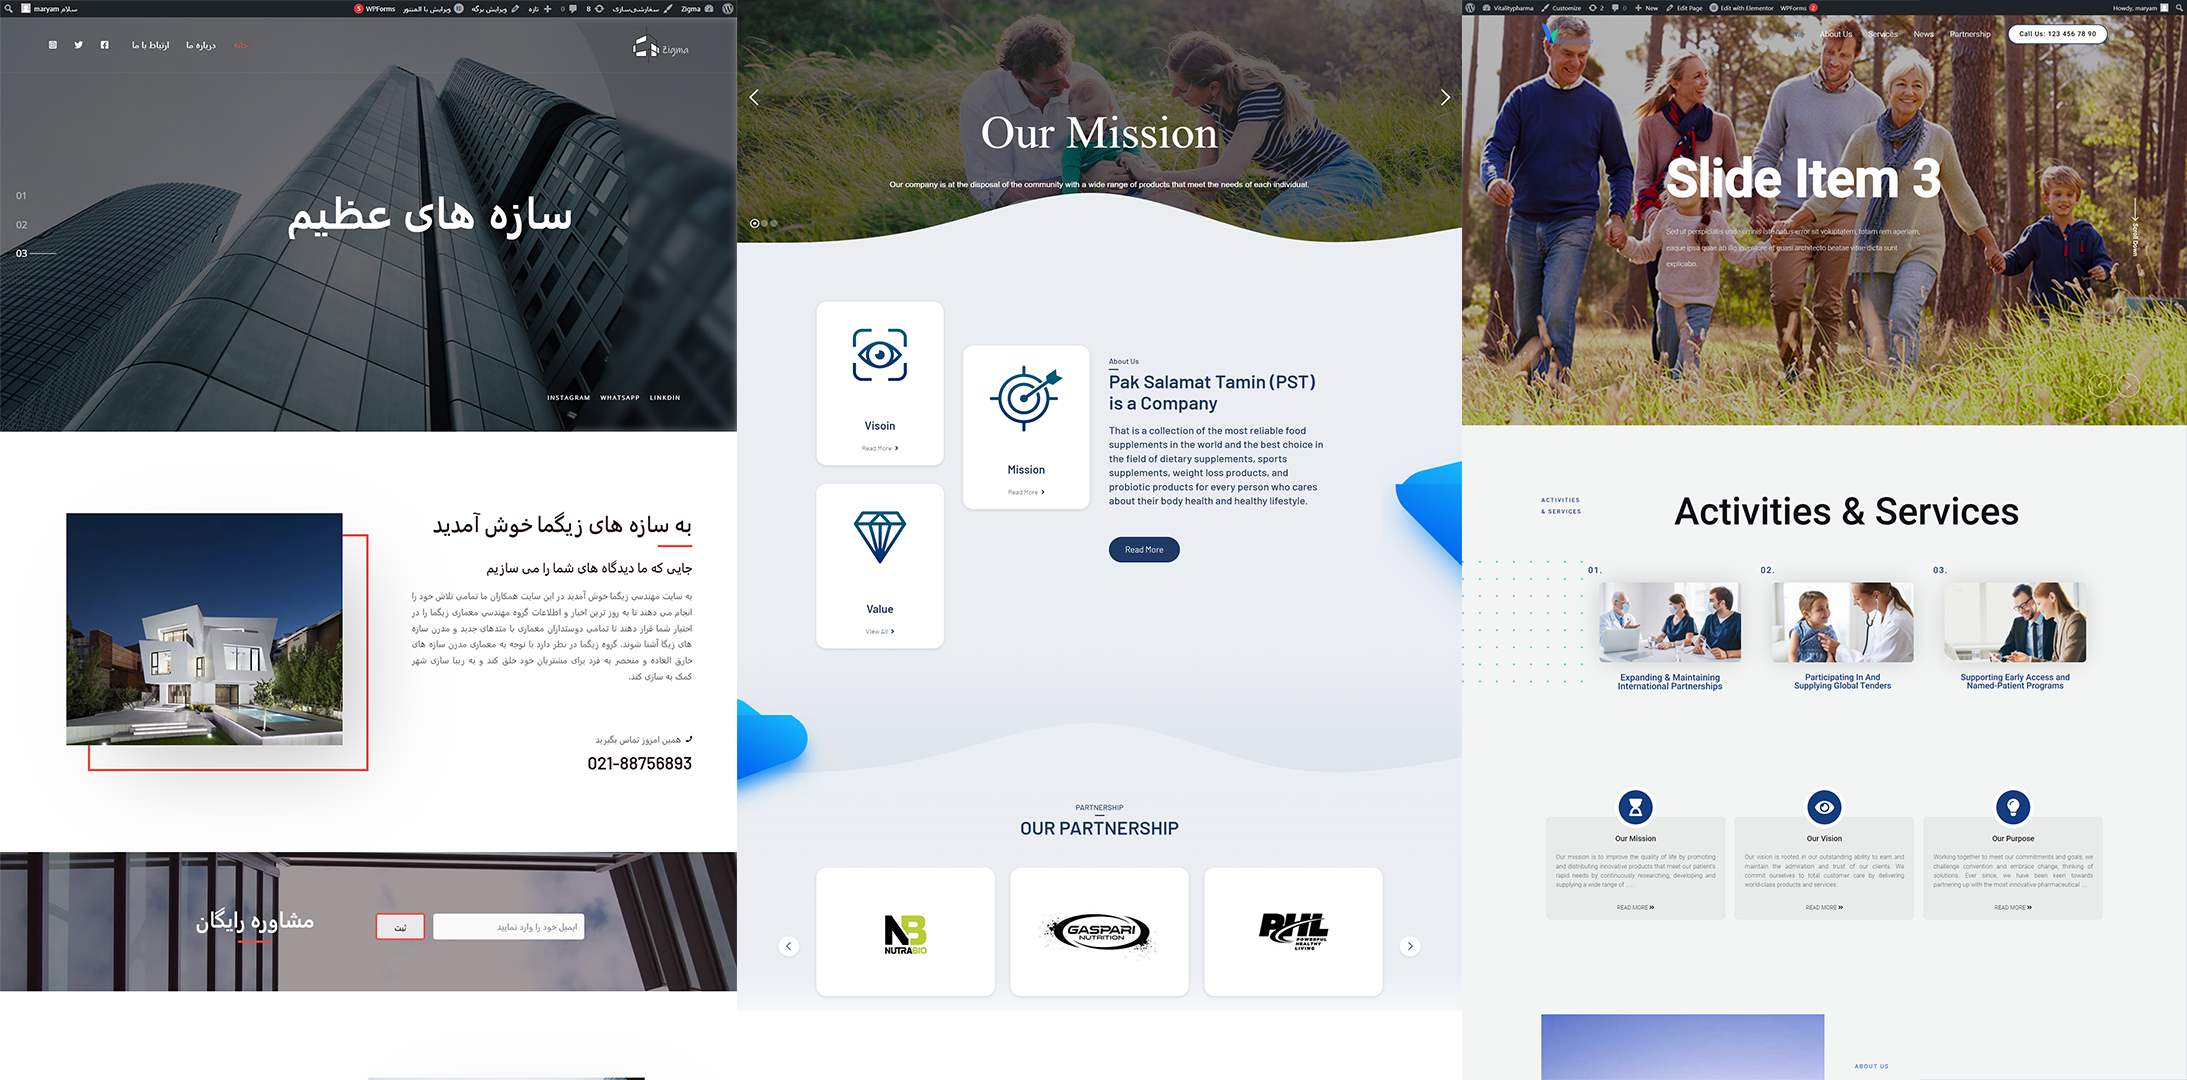 سلام maryam
5 WPForms
ویرایش با المنتور
ویرایش برگه
تازه
0
8
سفارشی‌سازی
Zigma
خانه
درباره ما
ارتباط با ما
Zigma
01
02
03
سازه های عظیم
INSTAGRAM WHATSAPP LINKDIN
به سازه های زیگما خوش آمدید
جایی که ما دیدگاه های شما را می سازیم
به سایت مهندسی زیگما خوش آمدید در این سایت همکاران ما تمامی تلاش خود را
انجام می دهند تا به روز ترین اخبار و اطلاعات گروه مهندسی معماری زیگما را در
اختیار شما قرار دهند تا تمامی دوستداران معماری با متدهای جدید و مدرن سازه
های زیگا آشنا شوند. گروه زیگما در نظر دارد با توجه به معماری مدرن سازه های
خارق العاده و منحصر به فرد برای مشتریان خود خلق کند و به زیبا سازی شهر
کمک به سازی کند.
همین امروز تماس بگیرید
021-88756893
مشاوره رایگان
ثبت
ایمیل خود را وارد نمایید
Our Mission
Our company is at the disposal of the community with a wide range of products that meet the needs of each individual.
Visoin
Read More
Mission
Read More
Value
View All
About Us
Pak Salamat Tamin (PST)
is a Company
That is a collection of the most reliable food
supplements in the world and the best choice in
the field of dietary supplements, sports
supplements, weight loss products, and
probiotic products for every person who cares
about their body health and healthy lifestyle.
Read More
PARTNERSHIP
OUR PARTNERSHIP
NB
NUTRABIO
GASPARI
NUTRITION
PHL
POWERFUL
HEALTHY
LIVING
Vitalitypharma Customize 2 0 New Edit Page Edit with Elementor WPForms 2 Howdy, maryam
Home About Us Services News Partnership Call Us: 123 456 78 90
Slide Item 3
Sed ut perspiciatis unde omnis iste natus error sit voluptatem, totam rem aperiam,
eaque ipsa quae ab illo inventore et quasi architecto beatae vitae dicta sunt
explicabo.
Scroll Down
ACTIVITIES
& SERVICES
Activities & Services
01.
02.
03.
Expanding & Maintaining
International Partnerships
Participating In And
Supplying Global Tenders
Supporting Early Access and
Named-Patient Programs
Our Mission
Our mission is to improve the quality of life by promoting
and distributing innovative products that meet our patient's
rapid needs by continuously researching, developing and
supplying a wide range of ....
READ MORE
Our Vision
Our vision is rooted in our outstanding ability to earn and
maintain the admiration and trust of our clients. We
commit ourselves to total customer care by delivering
world-class products and services.
READ MORE
Our Purpose
Working together to meet our commitments and goals, we
challenge convention and embrace change, thinking of
solutions. Ever since, we have been keen towards
partnering up with the most innovative pharmaceutical ....
READ MORE
ABOUT US